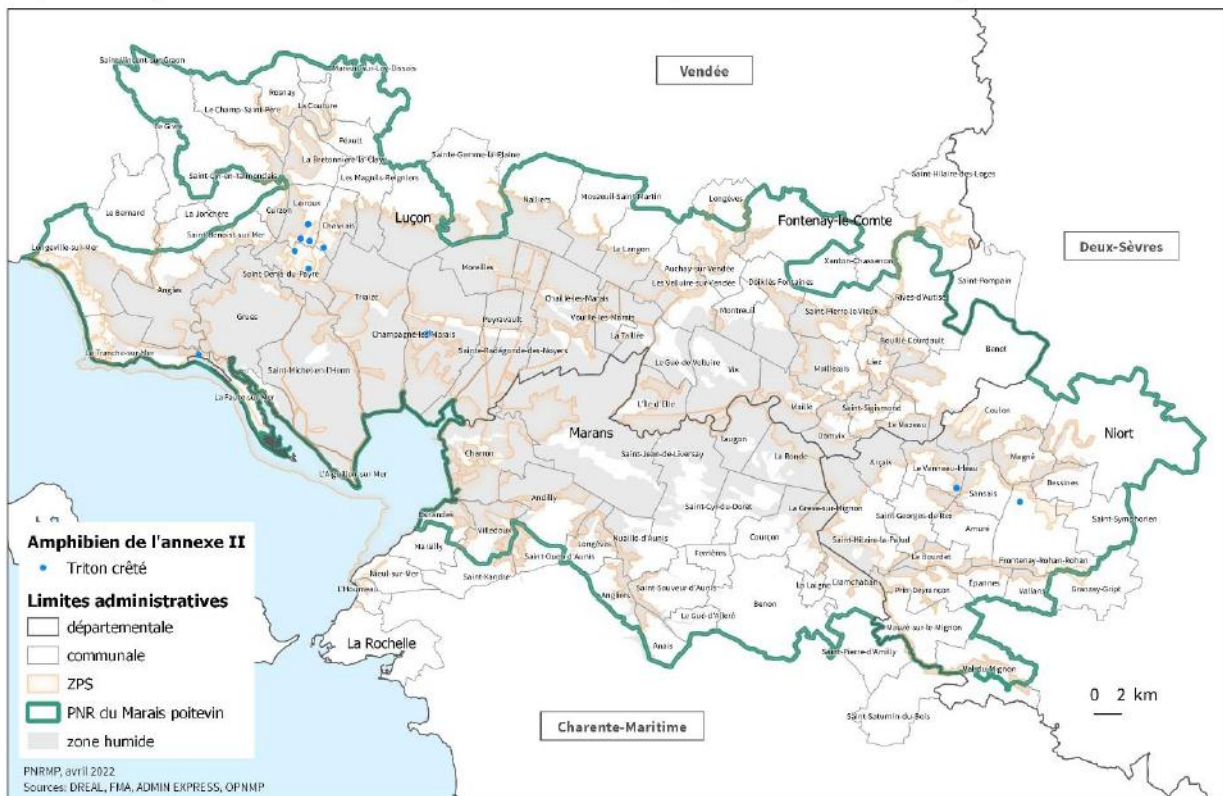 Saint-Vincent-sur-Graon
Mareuil-sur-Lay-Dissais
Vendée
Rosnay
Le Champ-Saint-Père
La Couture
Le Givre
Péault
La Bretonnière-la-Claye
Sainte-Gemme-la-Plaine
Saint-Cyr-en-Talmondais
Les Magnils-Reigniers
Saint-Hilaire-des-Loges
Nalliers
Mouzeuil-Saint-Martin
Longèves
Le Bernard
La Jonchère
Curzon
Lairoux
Luçon
Fontenay-le-Comte
Chasnais
Saint-Benoist-sur-Mer
Longeville-sur-Mer
Le Langon
Xanton-Chassenon
Deux-Sèvres
Saint-Denis-du-Payré
Moreilles
Auchay-sur-Vendée
Saint-Pompain
Angles
Les Velluire-sur-Vendée
Doix-lès-Fontaines
Triaize
Chaillé-les-Marais
Rives-d'Autise
Grues
Puyravault
Vouillé-les-Marais
Montreuil
Saint-Pierre-le-Vieux
Champagné-les-Marais
La Taillée
Bouillé-Courdault
Benet
La Tranche-sur-Mer
Sainte-Radégonde-des-Noyers
Le Gué-de-Velluire
Vix
Maillezais
Liez
Saint-Michel-en-l'Herm
La Faute-sur-Mer
L'Île-d'Elle
Maillé
Saint-Sigismond
Coulon
Le Mazeau
Marans
Taugon
Damvix
Niort
Charron
Saint-Jean-de-Liversay
La Ronde
Arçais
Le Vanneau-Irleau
Magné
L'Aiguillon-sur-Mer
Sansais
Bessines
Andilly
Saint-Cyr-du-Doret
La Grève-sur-Mignon
Saint-Georges-de-Rex
Saint-Symphorien
Esnandes
Villedoux
Amuré
Marsilly
Longèves
Nuaillé-d'Aunis
Courçon
Saint-Hilaire-la-Palud
Saint-Ouen-d'Aunis
Ferrières
Le Bourdet
Frontenay-Rohan-Rohan
Nieul-sur-Mer
Saint-Xandre
Angliers
Saint-Sauveur-d'Aunis
La Laigne
Cramchaban
Prin-Deyrançon
Epannes
Vallans
Granzay-Gript
L'Houmeau
Le Gué-d'Alleré
Benon
La Rochelle
Anais
Mauzé-sur-le-Mignon
Saint-Pierre-d'Amilly
Val-du-Mignon
Saint-Saturnin-du-Bois
Charente-Maritime
0 2 km
Amphibien de l'annexe II
Triton crêté
Limites administratives
départementale
communale
ZPS
PNR du Marais poitevin
zone humide
PNRMP, avril 2022
Sources: DREAL, FMA, ADMIN EXPRESS, OPNMP